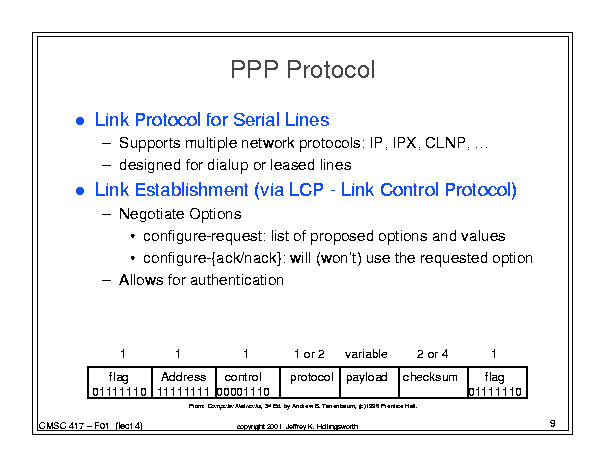 PPP Protocol
● Link Protocol for Serial Lines
– Supports multiple network protocols: IP, IPX, CLNP, ...
– designed for dialup or leased lines
● Link Establishment (via LCP - Link Control Protocol)
– Negotiate Options
• configure-request: list of proposed options and values
• configure-{ack/nack}: will (won't) use the requested option
– Allows for authentication
1 1 1 1 or 2 variable 2 or 4 1
flag Address control protocol payload checksum flag
01111110 11111111 00001110 01111110
From: Computer Networks, 3rd Ed. by Andrew S. Tanenbaum, (c)1996 Prentice Hall.
CMSC 417 – F01 (lect 4) copyright 2001 Jeffrey K. Hollingsworth 9